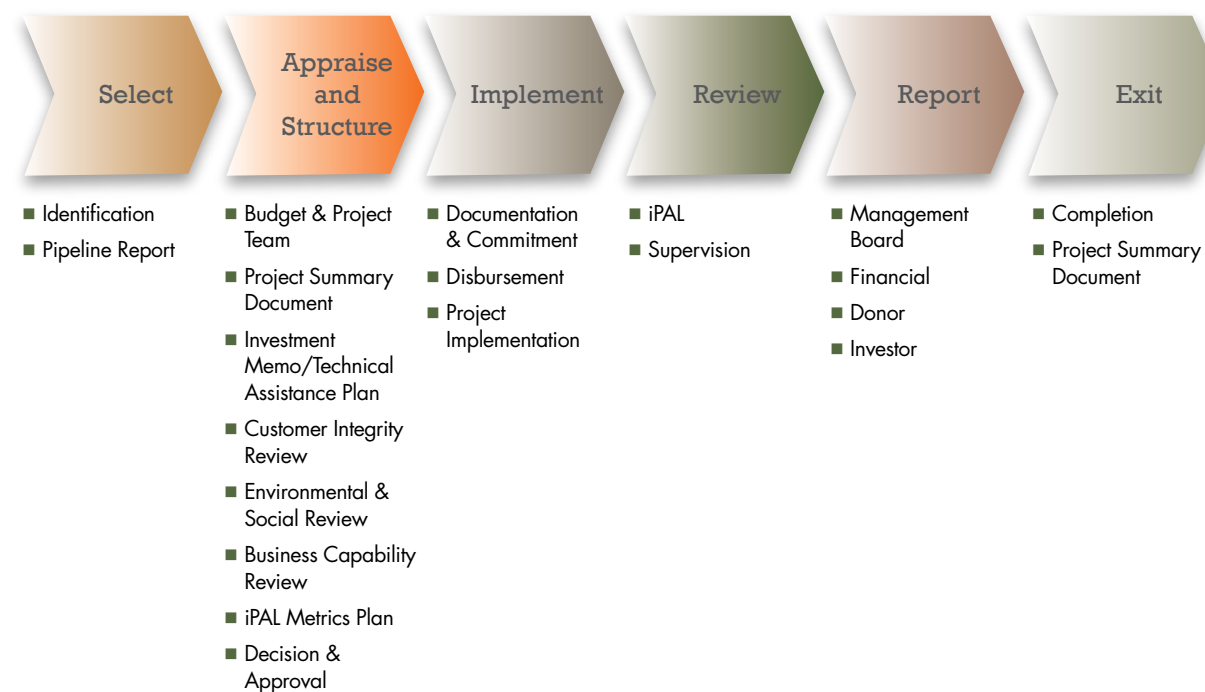 Select
Appraise
and
Structure
Implement
Review
Report
Exit
Identification
Pipeline Report
Budget & Project
Team
Project Summary
Document
Investment
Memo/Technical
Assistance Plan
Customer Integrity
Review
Environmental &
Social Review
Business Capability
Review
iPAL Metrics Plan
Decision &
Approval
Documentation
& Commitment
Disbursement
Project
Implementation
iPAL
Supervision
Management
Board
Financial
Donor
Investor
Completion
Project Summary
Document